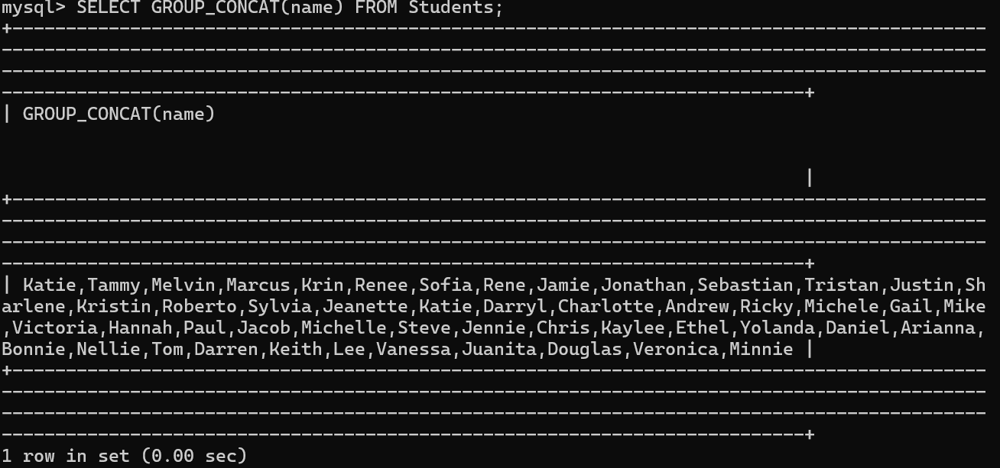 mysql> SELECT GROUP_CONCAT(name) FROM Students;
+-------------------------------------------------------------------------------------------
--------------------------------------------------------------------------------------------
--------------------------------------------------------------------------------------------
---------------------------------------------------------------------------+
| GROUP_CONCAT(name)
|
+-------------------------------------------------------------------------------------------
--------------------------------------------------------------------------------------------
--------------------------------------------------------------------------------------------
---------------------------------------------------------------------------+
| Katie,Tammy,Melvin,Marcus,Krin,Renee,Sofia,Rene,Jamie,Jonathan,Sebastian,Tristan,Justin,Sh
arlene,Kristin,Roberto,Sylvia,Jeanette,Katie,Darryl,Charlotte,Andrew,Ricky,Michele,Gail,Mike
,Victoria,Hannah,Paul,Jacob,Michelle,Steve,Jennie,Chris,Kaylee,Ethel,Yolanda,Daniel,Arianna,
Bonnie,Nellie,Tom,Darren,Keith,Lee,Vanessa,Juanita,Douglas,Veronica,Minnie |
+-------------------------------------------------------------------------------------------
--------------------------------------------------------------------------------------------
--------------------------------------------------------------------------------------------
---------------------------------------------------------------------------+
1 row in set (0.00 sec)